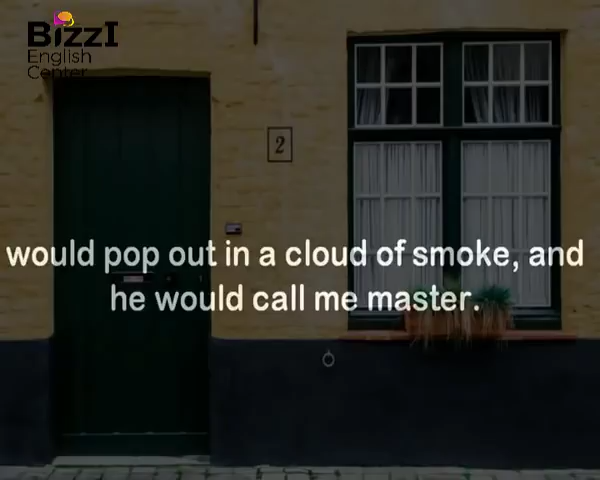 BizzI
English
Center
2
would pop out in a cloud of smoke, and
he would call me master.